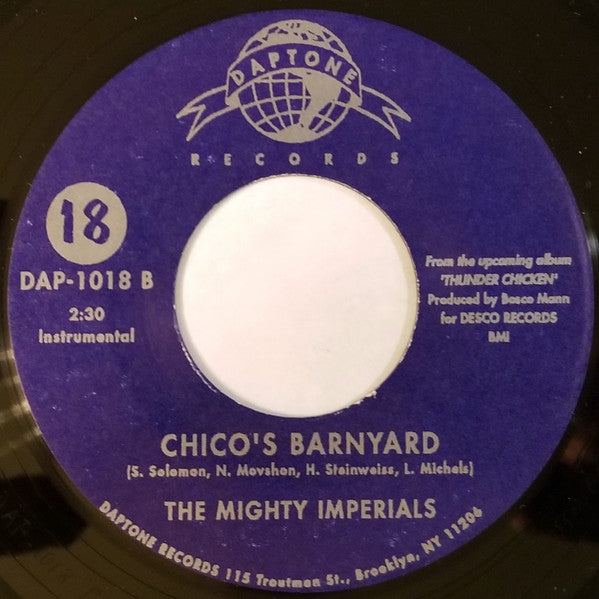 DAPTONE
RECORDS
18
DAP-1018 B
2:30
Instrumental
From the upcoming album
'THUNDER CHICKEN'
Produced by Bosco Mann
for DESCO RECORDS
BMI
CHICO'S BARNYARD
(S. Solomon, N. Movshon, H. Steinweiss, L. Michels)
THE MIGHTY IMPERIALS
DAPTONE RECORDS 115 Troutman St., Brooklyn, NY 11206